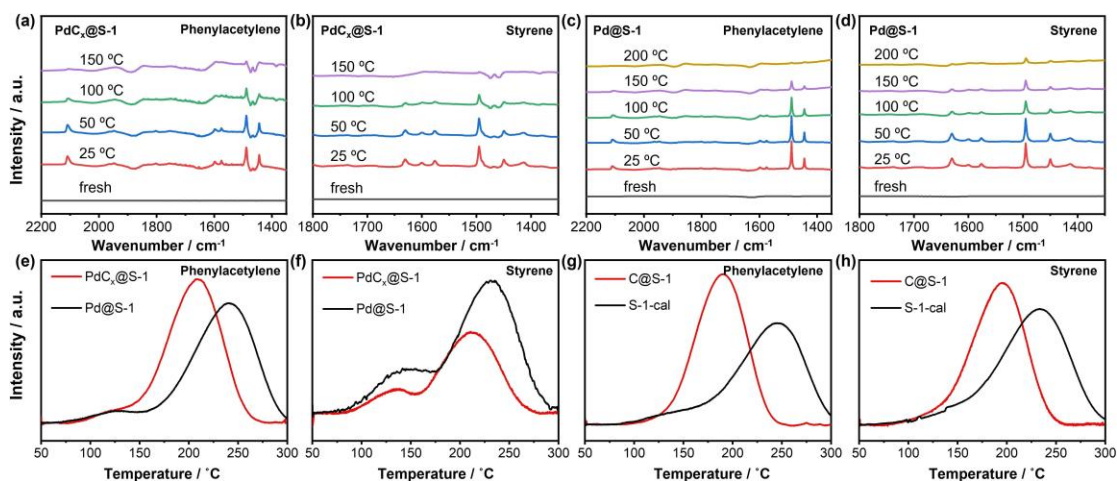 (a) PdCx@S-1 Phenylacetylene
150 ºC
100 ºC
50 ºC
25 ºC
fresh
2200 2000 1800 1600 1400
Wavenumber / cm-1
Intensity / a.u.
(b) PdCx@S-1 Styrene
150 ºC
100 ºC
50 ºC
25 ºC
fresh
1800 1700 1600 1500 1400
Wavenumber / cm-1
(c) Pd@S-1 Phenylacetylene
200 ºC
150 ºC
100 ºC
50 ºC
25 ºC
fresh
2200 2000 1800 1600 1400
Wavenumber / cm-1
(d) Pd@S-1 Styrene
200 ºC
150 ºC
100 ºC
50 ºC
25 ºC
fresh
1800 1700 1600 1500 1400
Wavenumber / cm-1
(e) Phenylacetylene
PdCx@S-1
Pd@S-1
50 100 150 200 250 300
Temperature / ˚C
Intensity / a.u.
(f) Styrene
PdCx@S-1
Pd@S-1
50 100 150 200 250 300
Temperature / ˚C
(g) Phenylacetylene
C@S-1
S-1-cal
50 100 150 200 250 300
Temperature / ˚C
(h) Styrene
C@S-1
S-1-cal
50 100 150 200 250 300
Temperature / ˚C